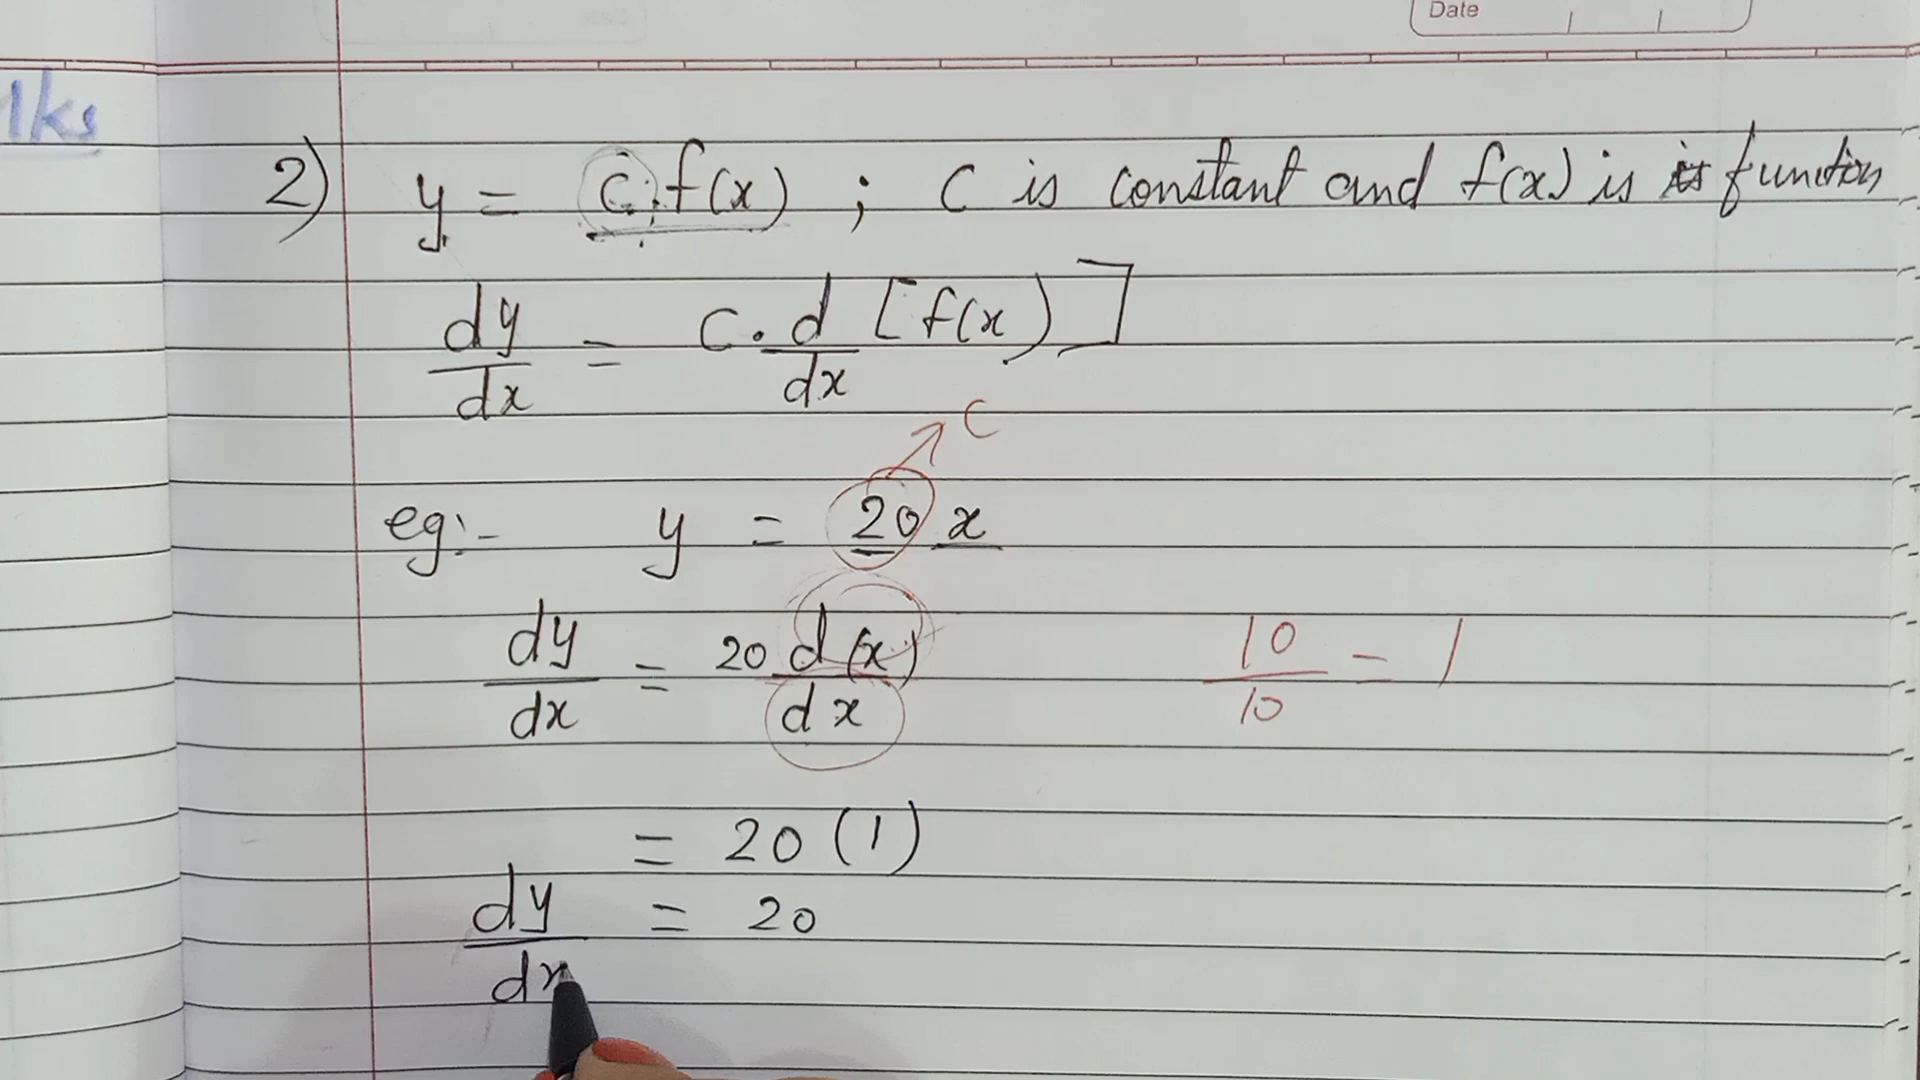 Date
lks
2) y = c.f(x) ; C is constant and f(x) is function
dy/dx = C. d/dx [f(x)]
C
eg:- y = 20 x
dy/dx = 20 d(x)/dx 10/10 = 1
= 20 (1)
dy/dx = 20